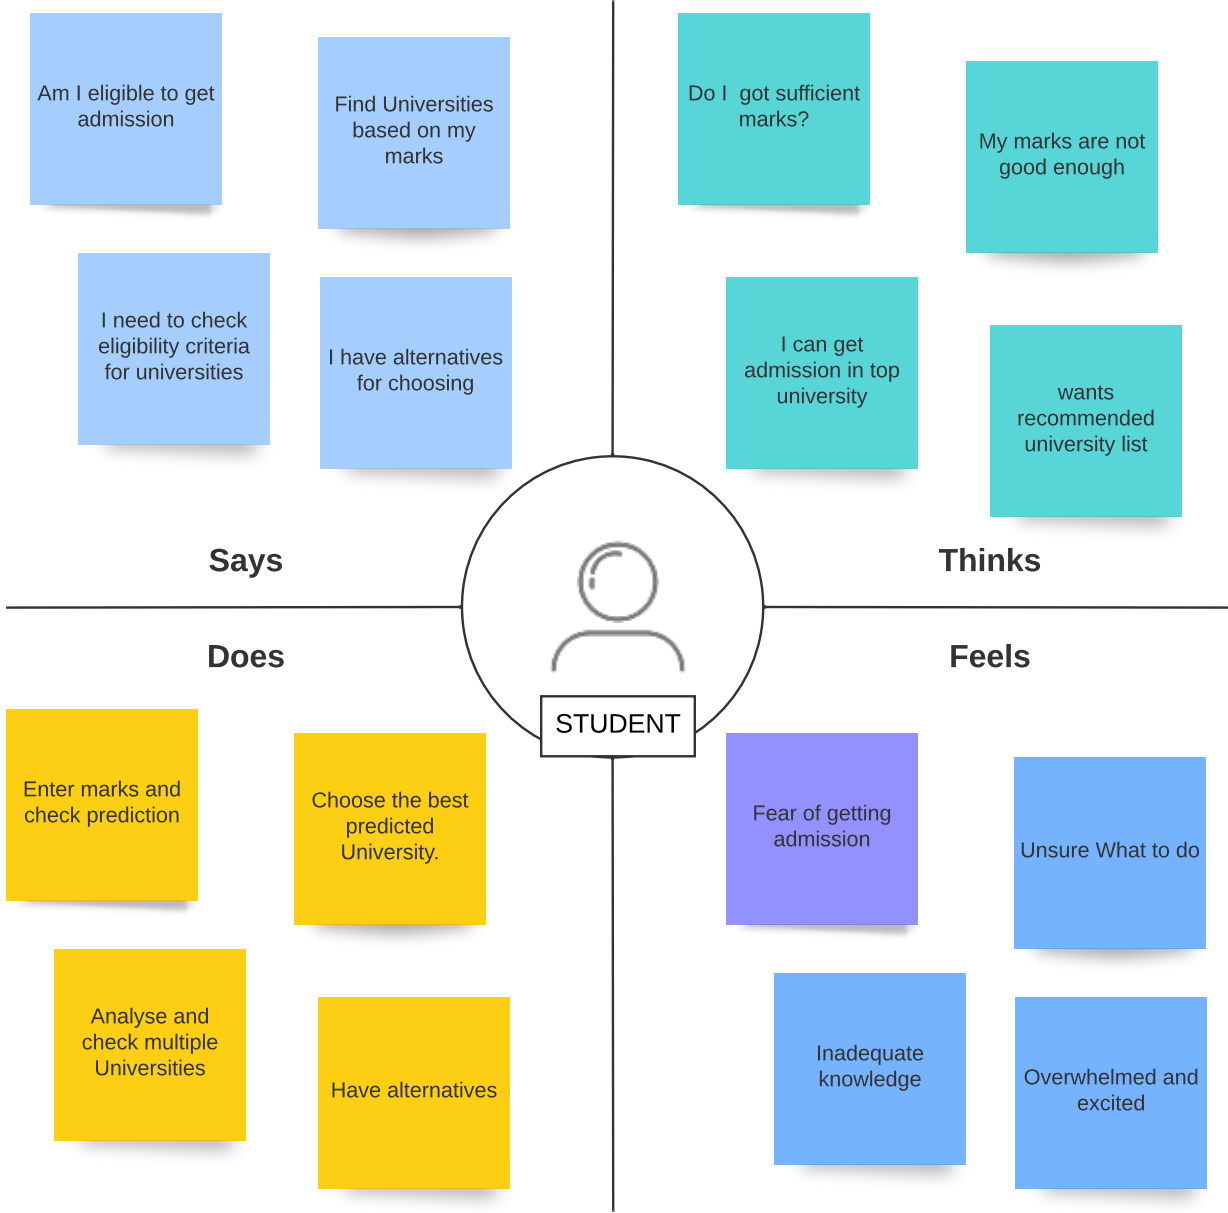 Am I eligible to get
admission
Find Universities
based on my
marks
I need to check
eligibility criteria
for universities
I have alternatives
for choosing
Says
Do I  got sufficient
marks?
My marks are not
good enough
I can get
admission in top
university
wants
recommended
university list
Thinks
STUDENT
Does
Enter marks and
check prediction
Choose the best
predicted
University.
Analyse and
check multiple
Universities
Have alternatives
Feels
Fear of getting
admission
Unsure What to do
Inadequate
knowledge
Overwhelmed and
excited